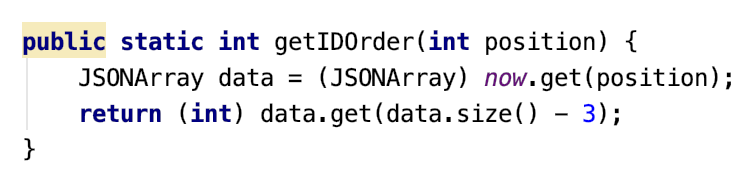 public static int getIDOrder(int position) {
    JSONArray data = (JSONArray) now.get(position);
    return (int) data.get(data.size() - 3);
}